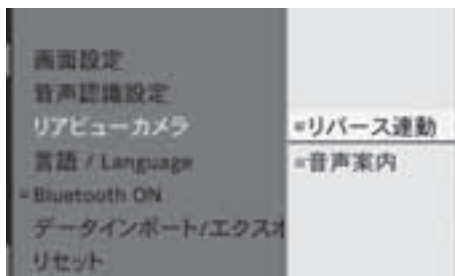 画面設定
音声認識設定
リアビューカメラ
言語 / Language
Bluetooth ON
データインポート/エクスオ
リセット
リバース連動
音声案内